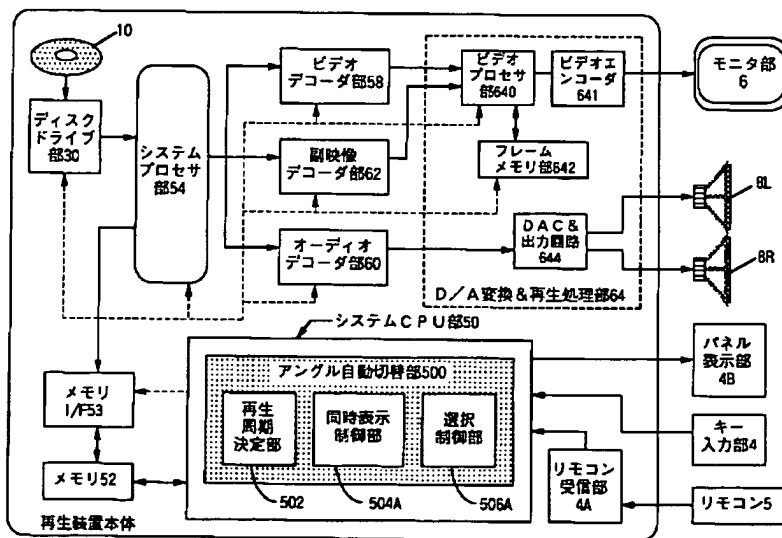 10
ディスク
ドライブ
部30
システム
プロセサ
部54
ビデオ
デコーダ部58
副映像
デコーダ部62
オーディオ
デコーダ部60
ビデオ
プロセサ
部640
ビデオエ
ンコーダ
641
フレーム
メモリ部642
DAC&
出力回路
644
D/A変換&再生処理部64
モニタ部
6
8L
8R
システムCPU部50
アングル自動切替部500
再生
周期
決定部
同時表示
制御部
選択
制御部
502
504A
506A
メモリ
I/F53
メモリ52
再生装置本体
パネル
表示部
4B
キー
入力部4
リモコン
受信部
4A
リモコン5